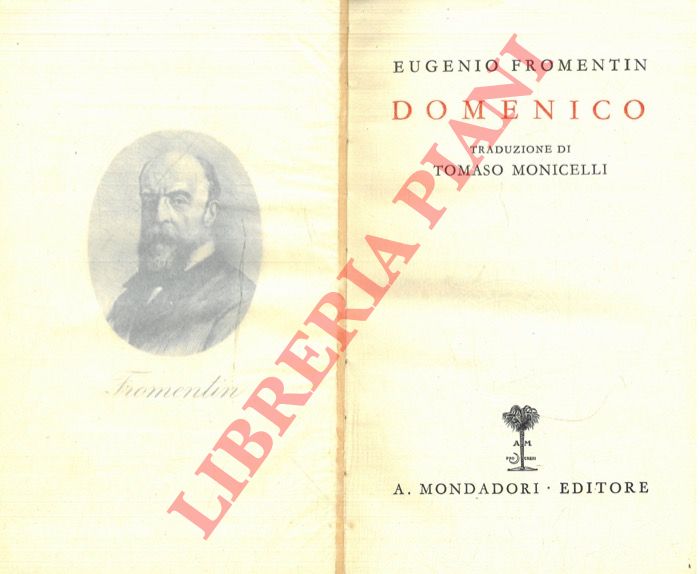 Fromentin
EUGENIO FROMENTIN
DOMENICO
TRADUZIONE DI
TOMASO MONICELLI
A M
A. MONDADORI · EDITORE
LIBRERIA PIANI